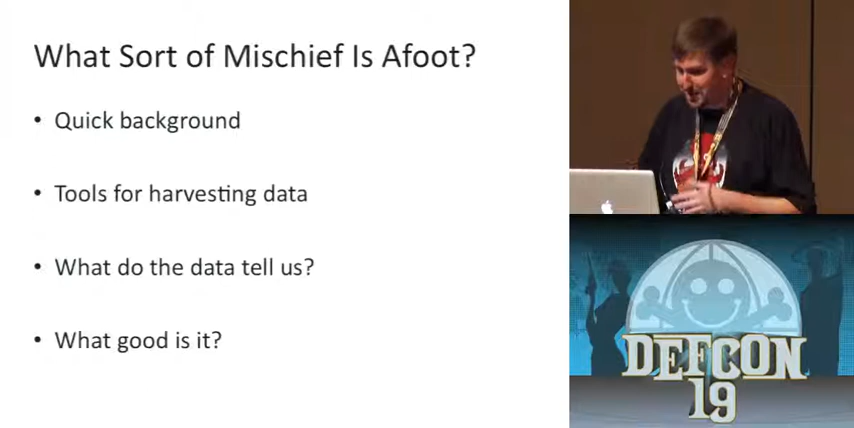 What Sort of Mischief Is Afoot?
• Quick background
• Tools for harvesting data
• What do the data tell us?
• What good is it?
DEFCON
19